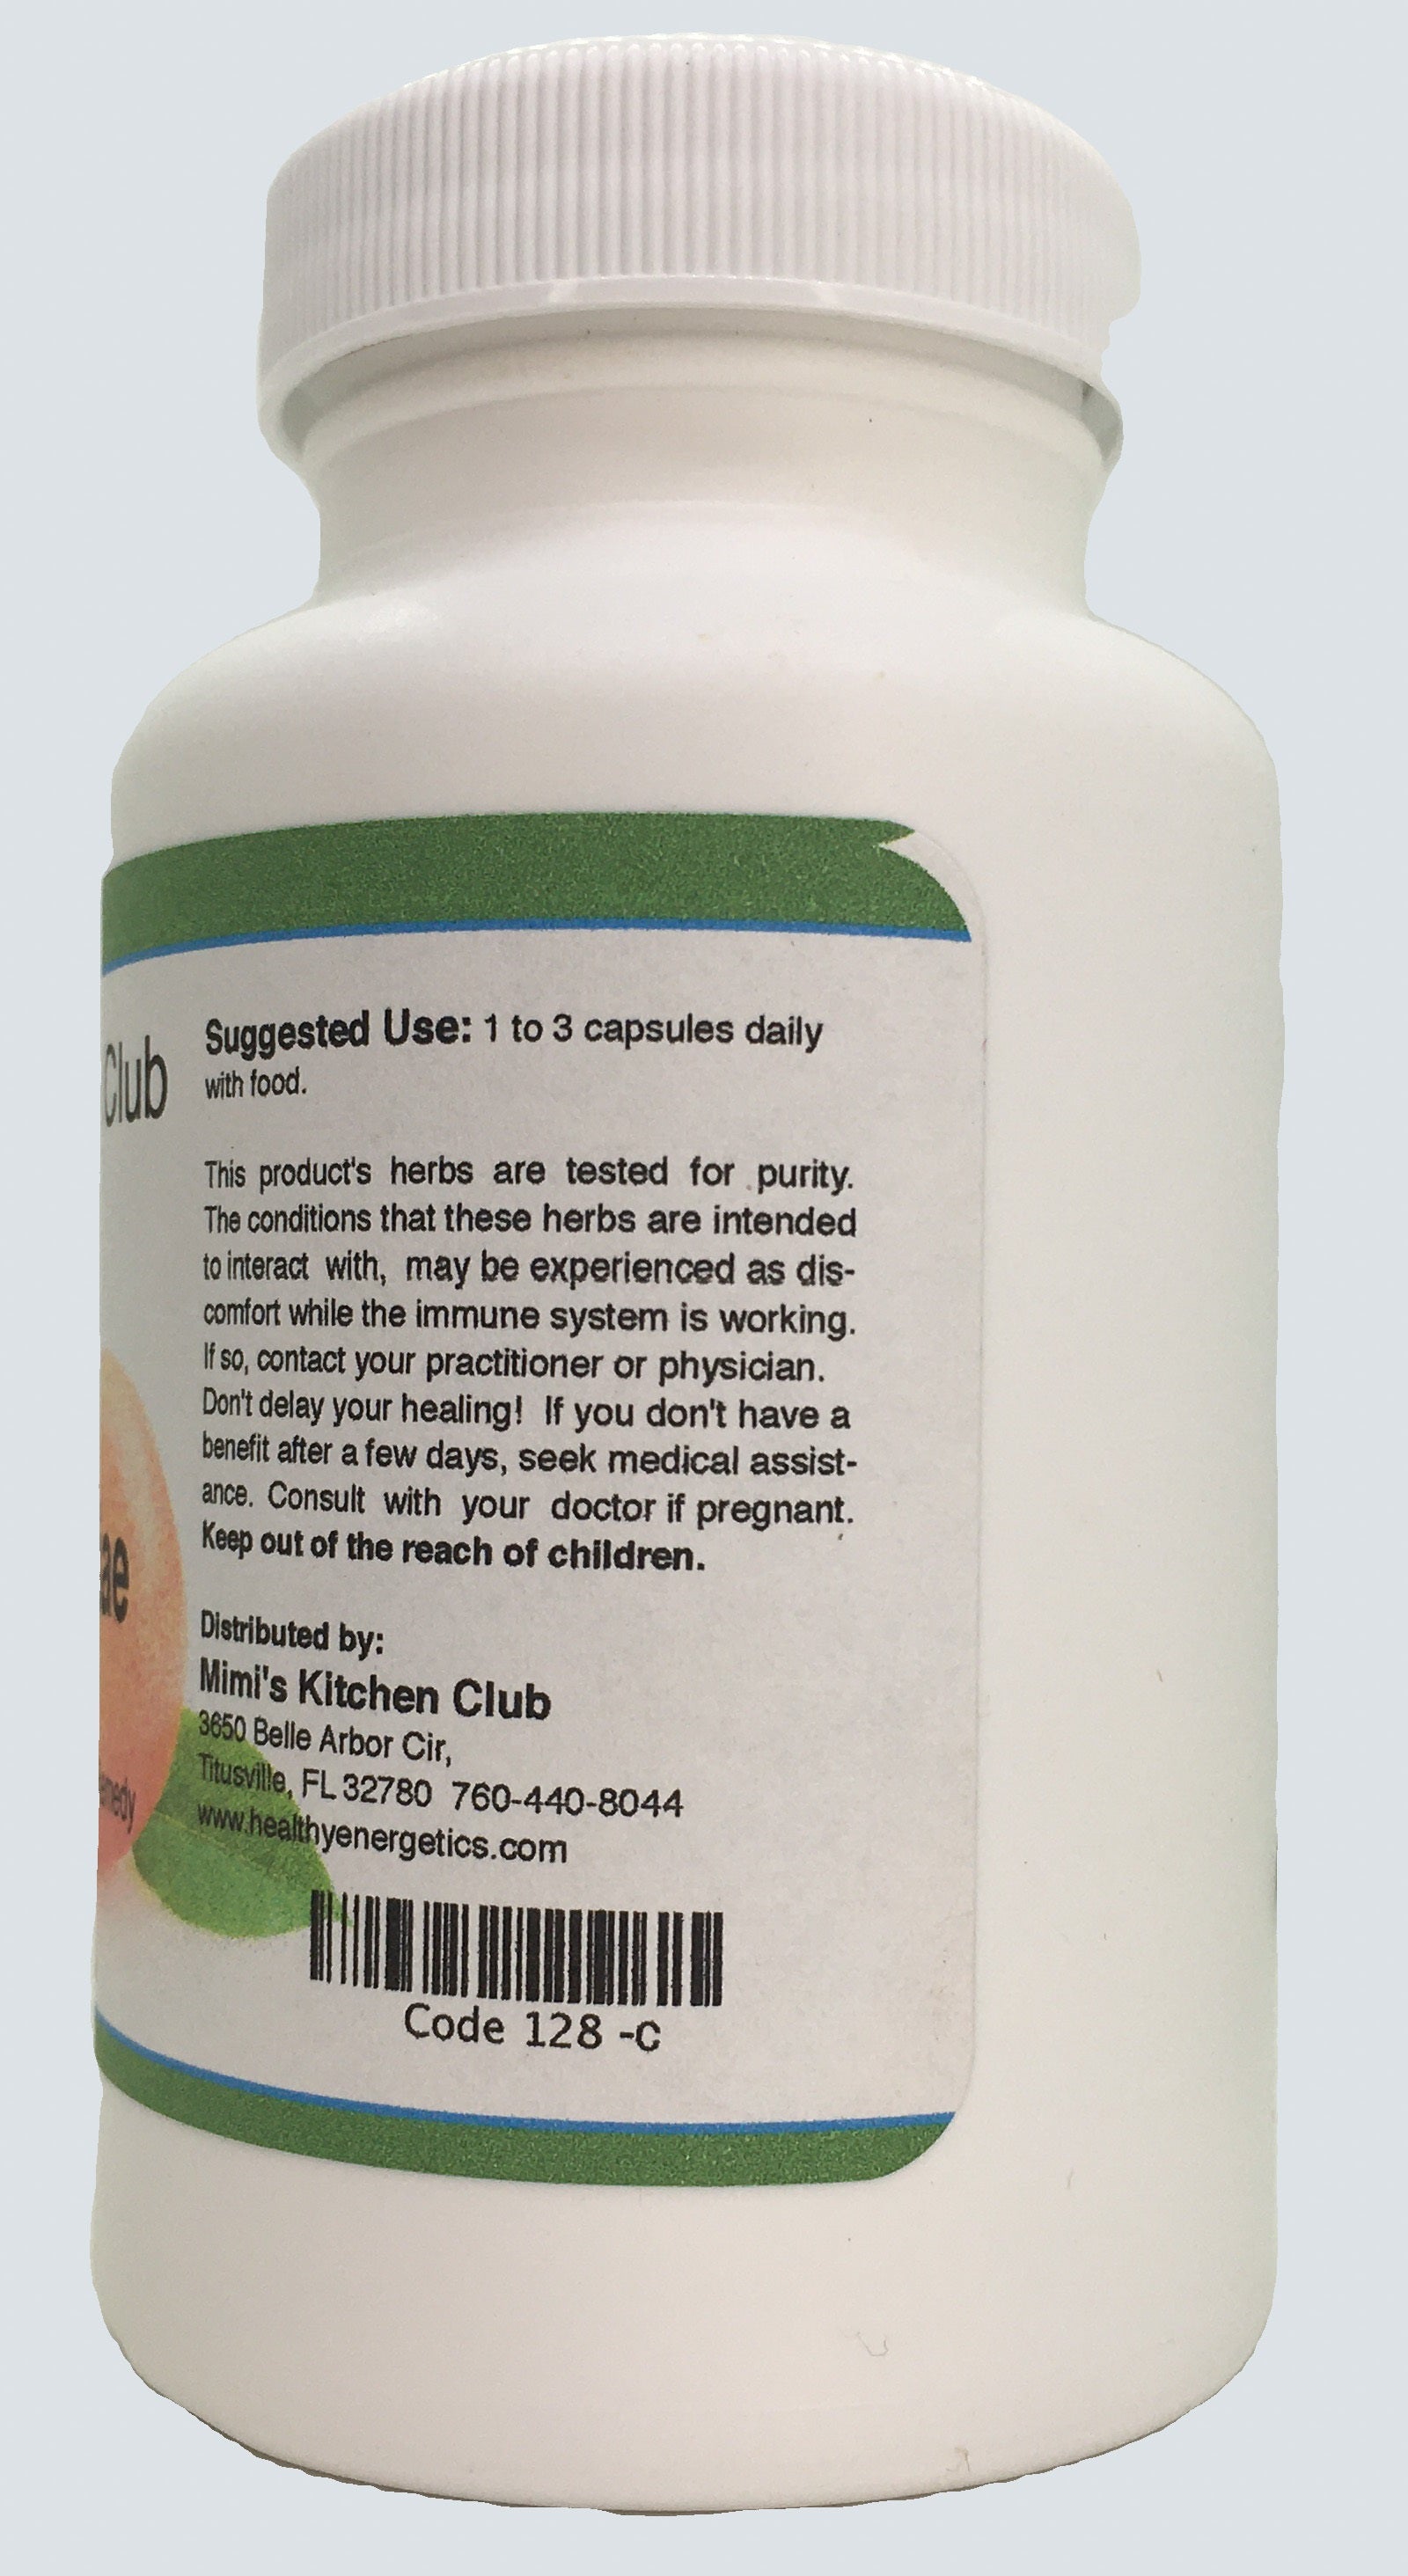 Club
Suggested Use: 1 to 3 capsules daily
with food.
This product's herbs are tested for purity.
The conditions that these herbs are intended
to interact with, may be experienced as dis-
comfort while the immune system is working.
If so, contact your practitioner or physician.
Don't delay your healing! If you don't have a
benefit after a few days, seek medical assist-
ance. Consult with your doctor if pregnant.
Keep out of the reach of children.
Distributed by:
Mimi's Kitchen Club
3650 Belle Arbor Cir,
Titusville, FL 32780 760-440-8044
www.healthyenergetics.com
Code 128 -C